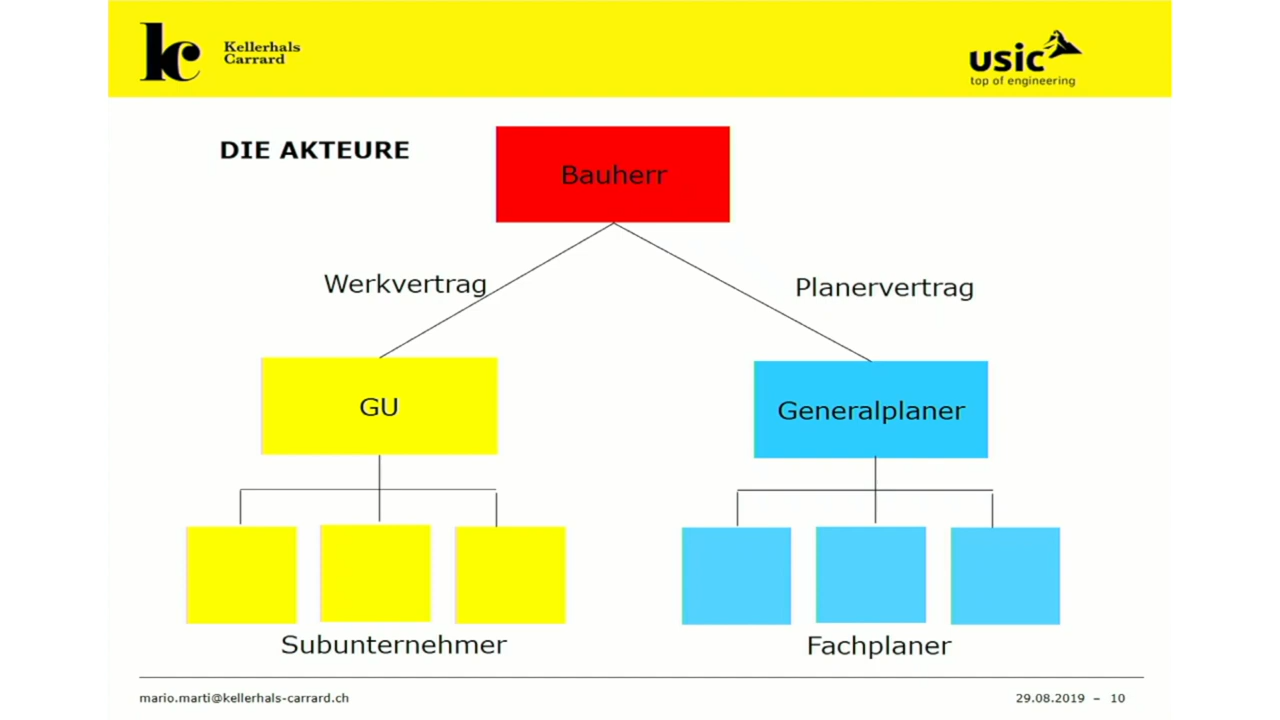 Kellerhals
Carrard
usic
top of engineering
DIE AKTEURE
Bauherr
Werkvertrag
Planervertrag
GU
Generalplaner
Subunternehmer
Fachplaner
mario.marti@kellerhals-carrard.ch
29.08.2019 – 10